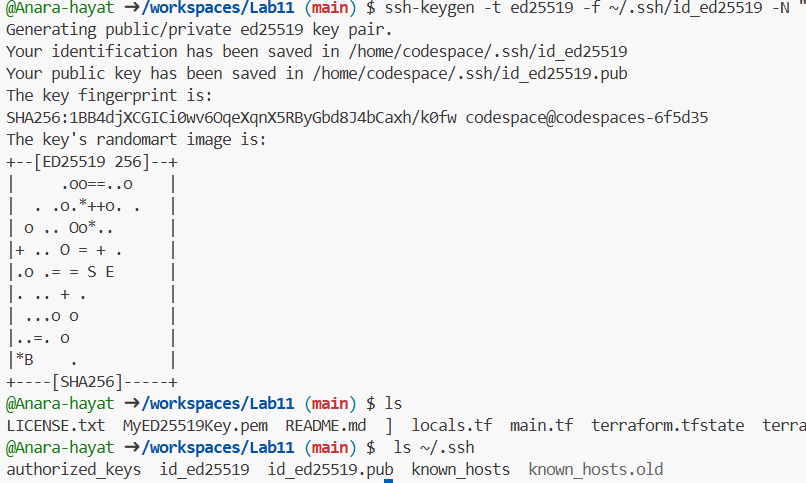 @Anara-hayat ➜/workspaces/Lab11 (main) $ ssh-keygen -t ed25519 -f ~/.ssh/id_ed25519 -N "
Generating public/private ed25519 key pair.
Your identification has been saved in /home/codespace/.ssh/id_ed25519
Your public key has been saved in /home/codespace/.ssh/id_ed25519.pub
The key fingerprint is:
SHA256:1BB4djXCGICi0wv6OqeXqnX5RByGbd8J4bCaxh/k0fw codespace@codespaces-6f5d35
The key's randomart image is:
+--[ED25519 256]--+
|     .oo==..o    |
|  . .o.*++o. .   |
| o .. Oo*..      |
|+ .. O = + .     |
|.o .= = S E      |
|. .. + .         |
| ...o o          |
|..=. o           |
|*B    .          |
+----[SHA256]-----+
@Anara-hayat ➜/workspaces/Lab11 (main) $ ls
LICENSE.txt  MyED25519Key.pem  README.md  ]  locals.tf  main.tf  terraform.tfstate  terra
@Anara-hayat ➜/workspaces/Lab11 (main) $  ls ~/.ssh
authorized_keys  id_ed25519  id_ed25519.pub  known_hosts  known_hosts.old